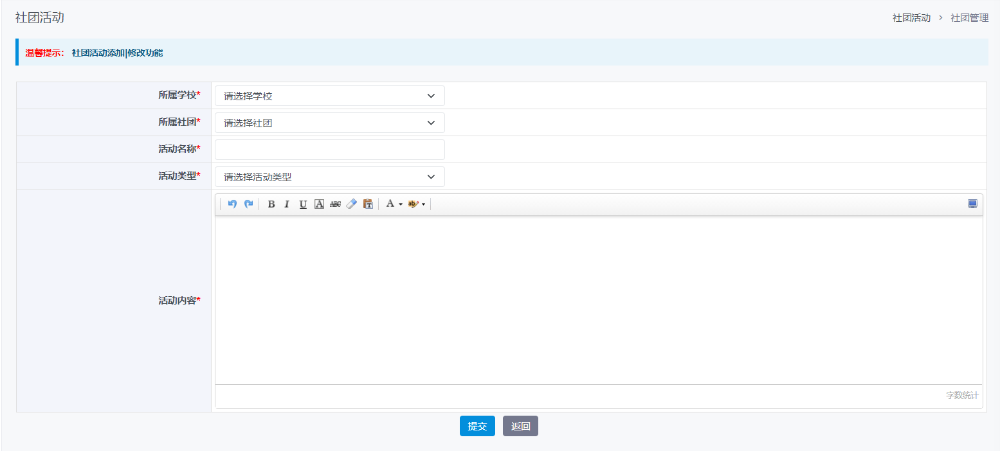 社团活动
社团活动 › 社团管理
温馨提示： 社团活动添加|修改功能
所属学校* 请选择学校
所属社团* 请选择社团
活动名称*
活动类型* 请选择活动类型
B I U A ABC T A ab
活动内容*
字数统计
提交 返回